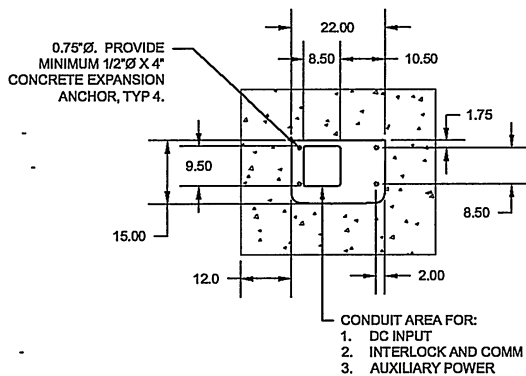 22.00
0.75"Ø. PROVIDE
MINIMUM 1/2"Ø X 4"
CONCRETE EXPANSION
ANCHOR, TYP 4.
8.50
10.50
1.75
9.50
8.50
15.00
12.0
2.00
CONDUIT AREA FOR:
1. DC INPUT
2. INTERLOCK AND COMM
3. AUXILIARY POWER